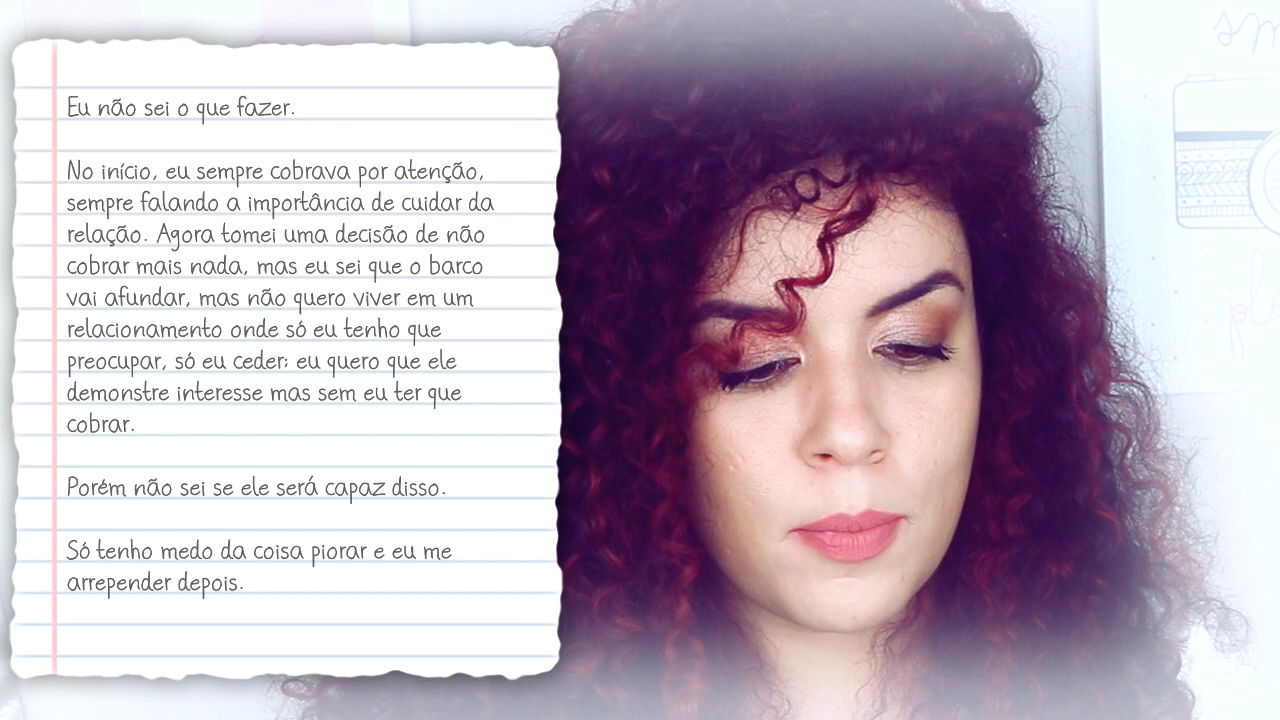 Eu não sei o que fazer.
No início, eu sempre cobrava por atenção,
sempre falando a importância de cuidar da
relação. Agora tomei uma decisão de não
cobrar mais nada, mas eu sei que o barco
vai afundar, mas não quero viver em um
relacionamento onde só eu tenho que
preocupar, só eu ceder; eu quero que ele
demonstre interesse mas sem eu ter que
cobrar.
Porém não sei se ele será capaz disso.
Só tenho medo da coisa piorar e eu me
arrepender depois.